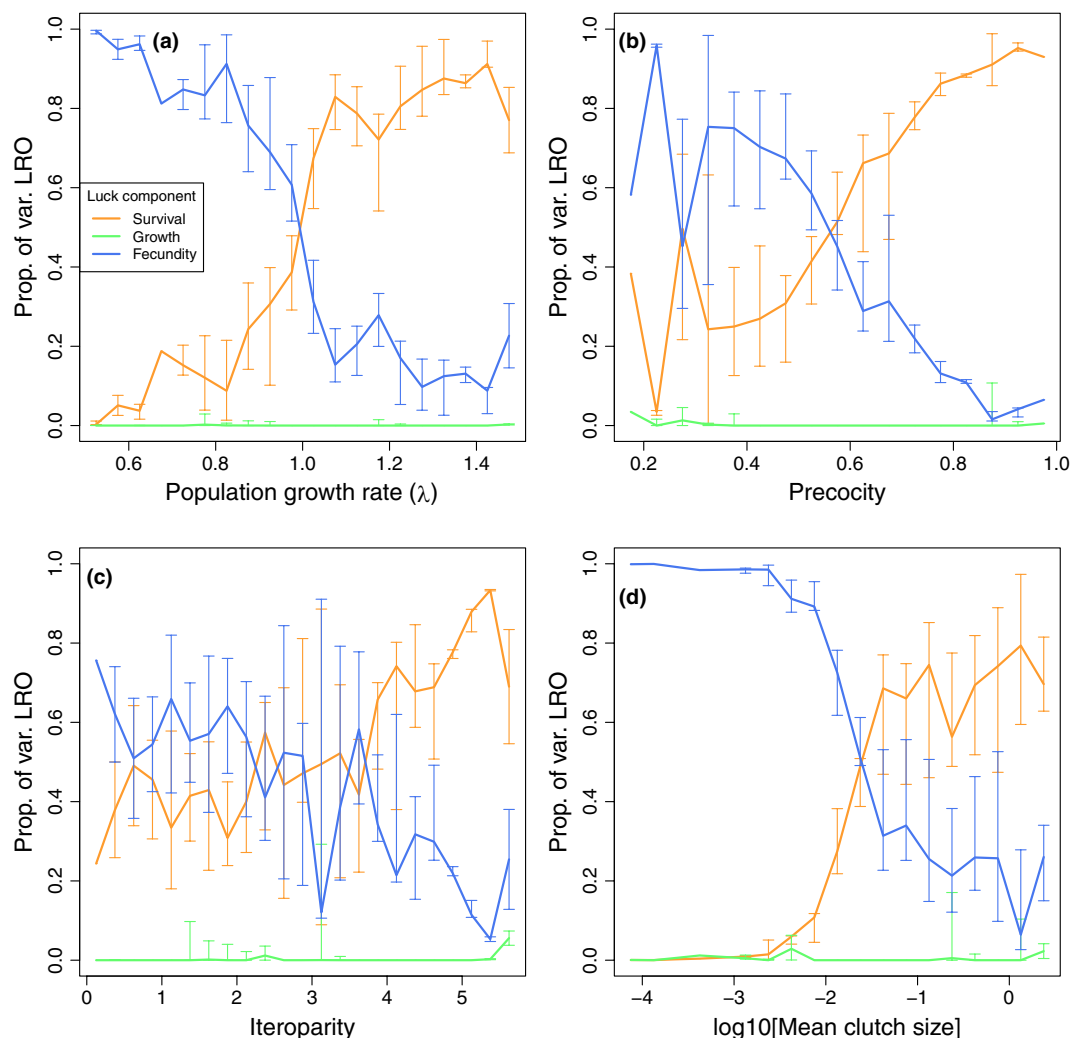 (a)
Prop. of var. LRO
0.0 0.2 0.4 0.6 0.8 1.0
Luck component
Survival
Growth
Fecundity
0.6 0.8 1.0 1.2 1.4
Population growth rate (λ)
(b)
Prop. of var. LRO
0.0 0.2 0.4 0.6 0.8 1.0
0.2 0.4 0.6 0.8 1.0
Precocity
(c)
Prop. of var. LRO
0.0 0.2 0.4 0.6 0.8 1.0
0 1 2 3 4 5
Iteroparity
(d)
Prop. of var. LRO
0.0 0.2 0.4 0.6 0.8 1.0
−4 −3 −2 −1 0
log10[Mean clutch size]